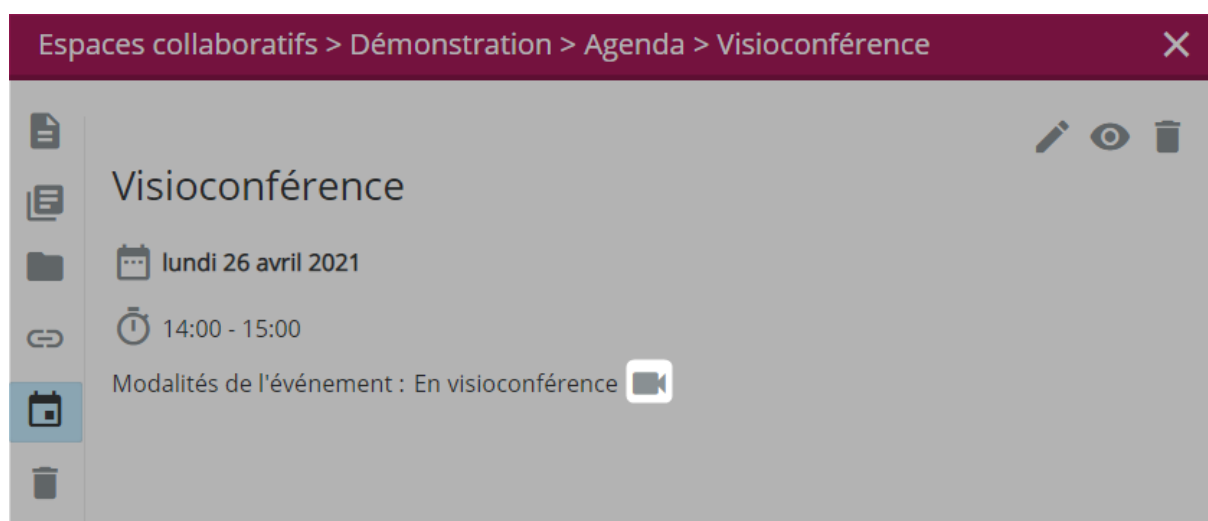 Espaces collaboratifs > Démonstration > Agenda > Visioconférence
Visioconférence
lundi 26 avril 2021
14:00 - 15:00
Modalités de l'événement : En visioconférence